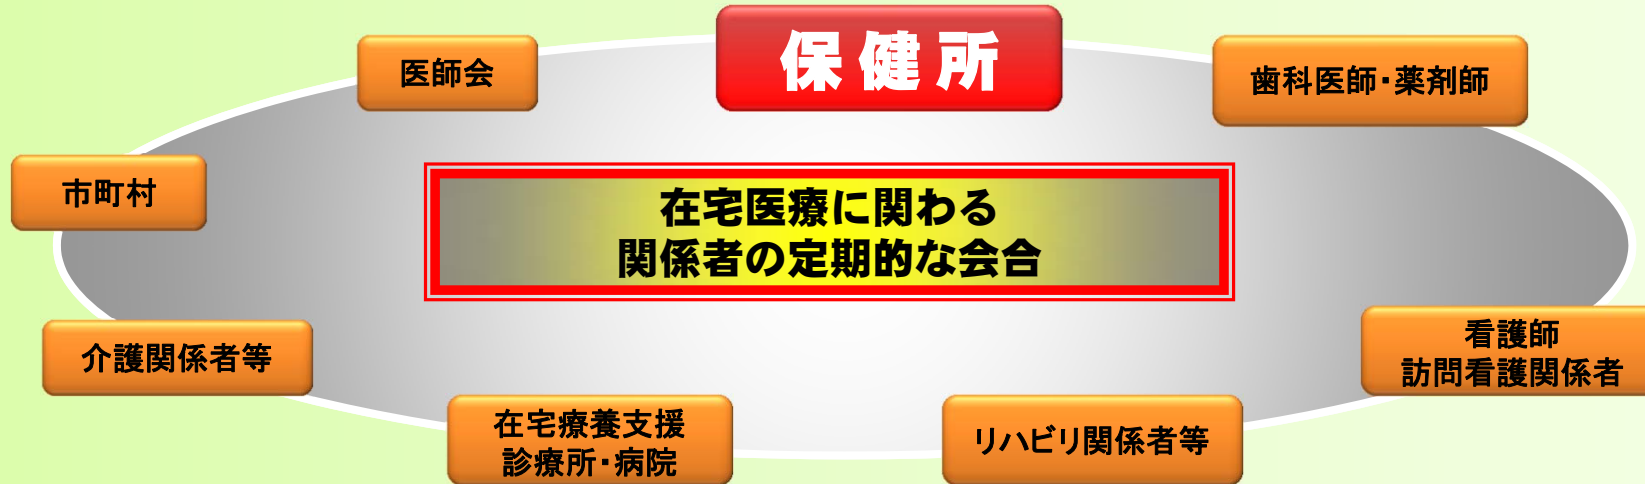 保健所
医師会
歯科医師・薬剤師
市町村
在宅医療に関わる
関係者の定期的な会合
介護関係者等
看護師
訪問看護関係者
在宅療養支援
診療所・病院
リハビリ関係者等